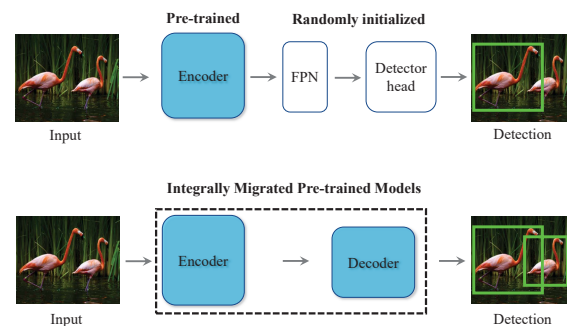 Pre-trained
Randomly initialized
Encoder
FPN
Detector
head
Input
Detection
Integrally Migrated Pre-trained Models
Encoder
Decoder
Input
Detection